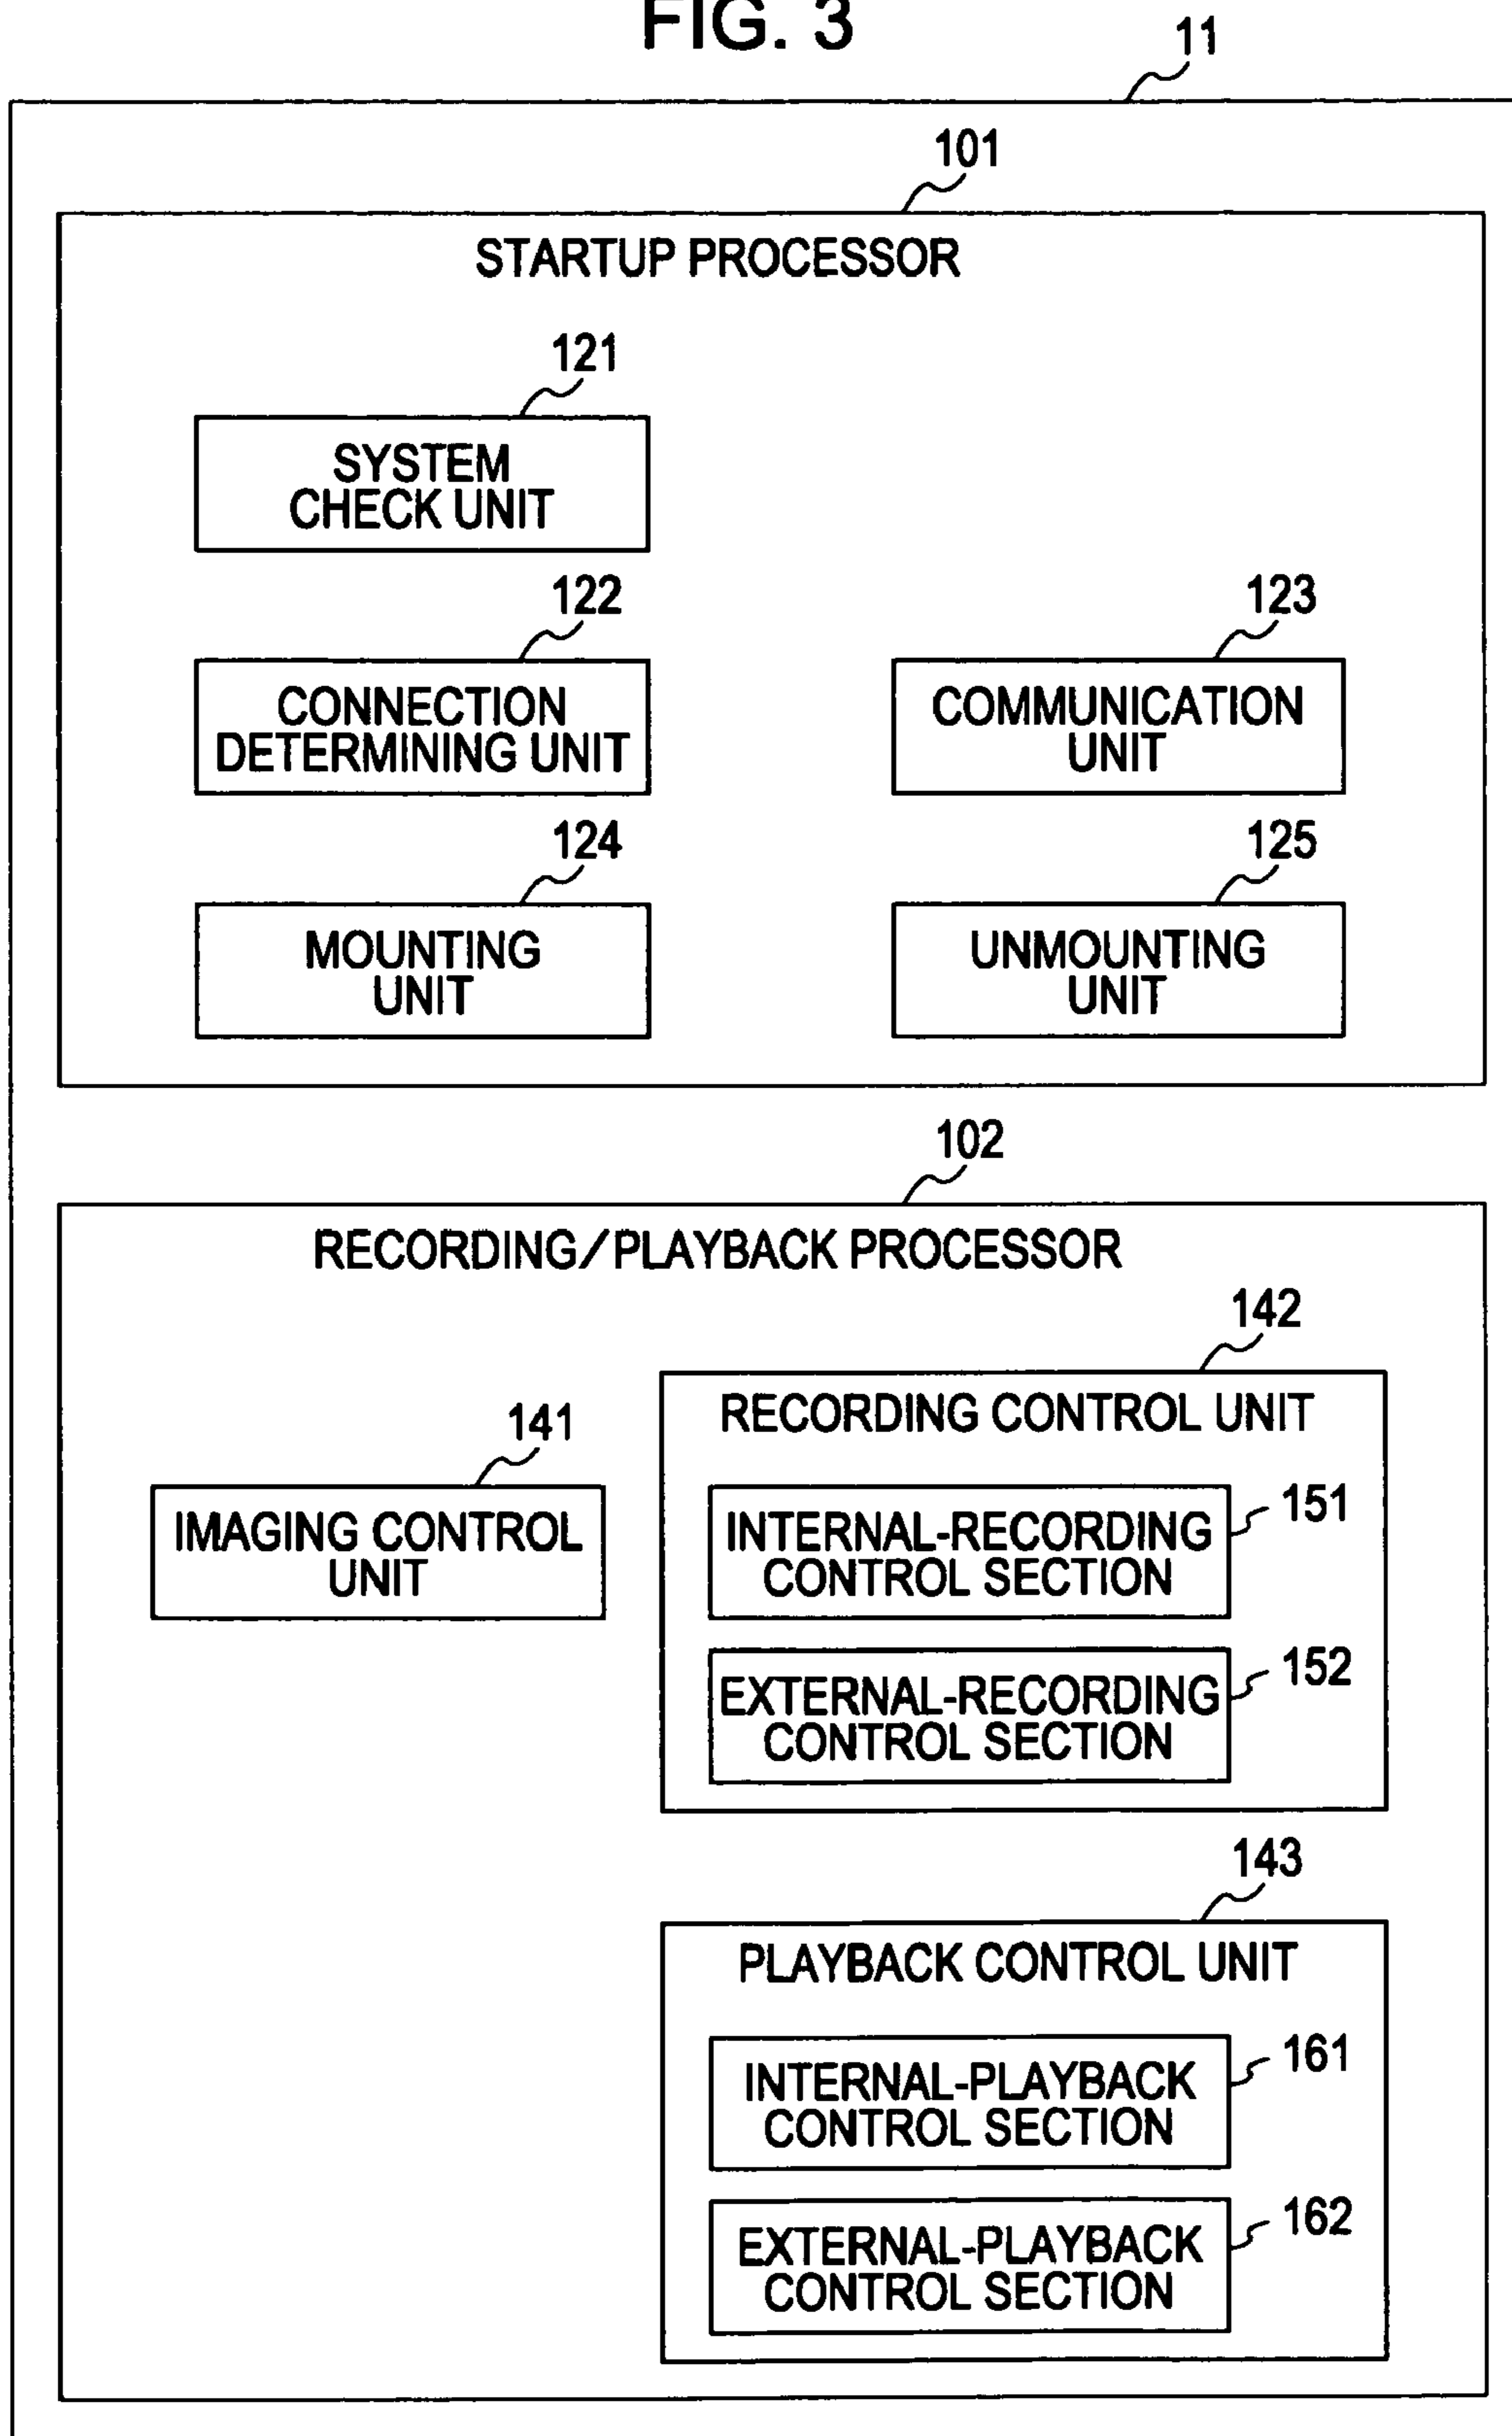 FIG. 3
11
101
STARTUP PROCESSOR
121
SYSTEM
CHECK UNIT
122
CONNECTION
DETERMINING UNIT
123
COMMUNICATION
UNIT
124
MOUNTING
UNIT
125
UNMOUNTING
UNIT
102
RECORDING/PLAYBACK PROCESSOR
141
IMAGING CONTROL
UNIT
142
RECORDING CONTROL UNIT
INTERNAL-RECORDING
CONTROL SECTION
151
EXTERNAL-RECORDING
CONTROL SECTION
152
143
PLAYBACK CONTROL UNIT
INTERNAL-PLAYBACK
CONTROL SECTION
161
EXTERNAL-PLAYBACK
CONTROL SECTION
162